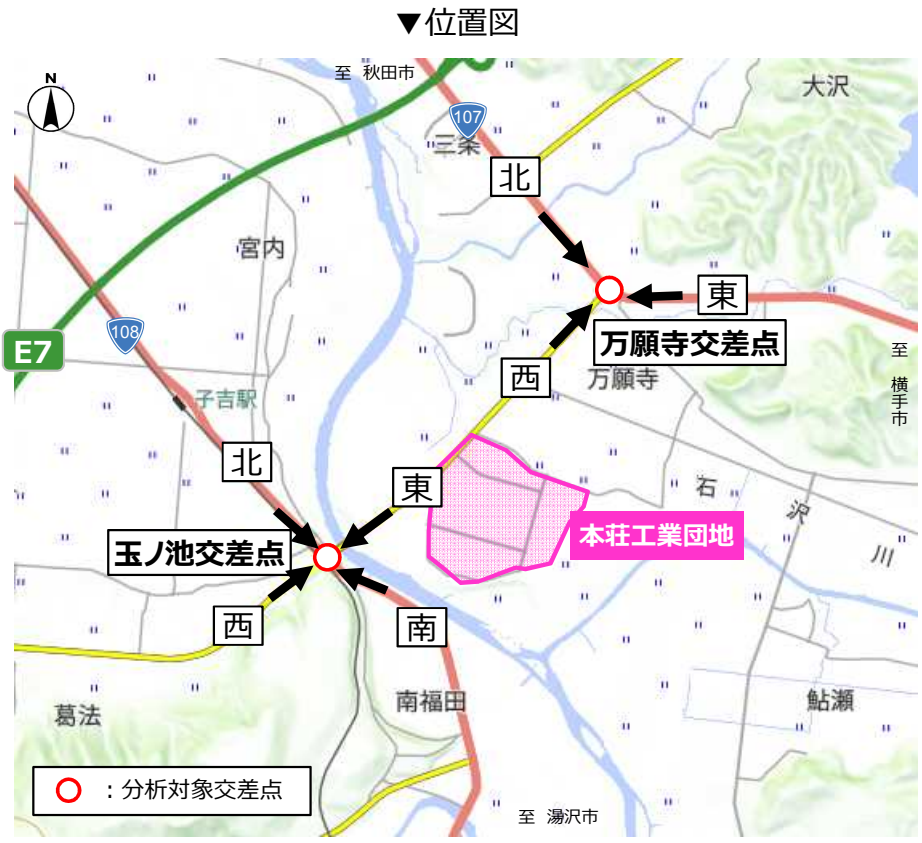 ▼位置図
至 秋田市
大沢
N
107
三条
北
宮内
東
万願寺交差点
E7
108
西
万願寺
至 横手市
子吉駅
北
東
石沢川
本荘工業団地
玉ノ池交差点
西
南
南福田
鮎瀬
葛法
○ ：分析対象交差点
至 湯沢市